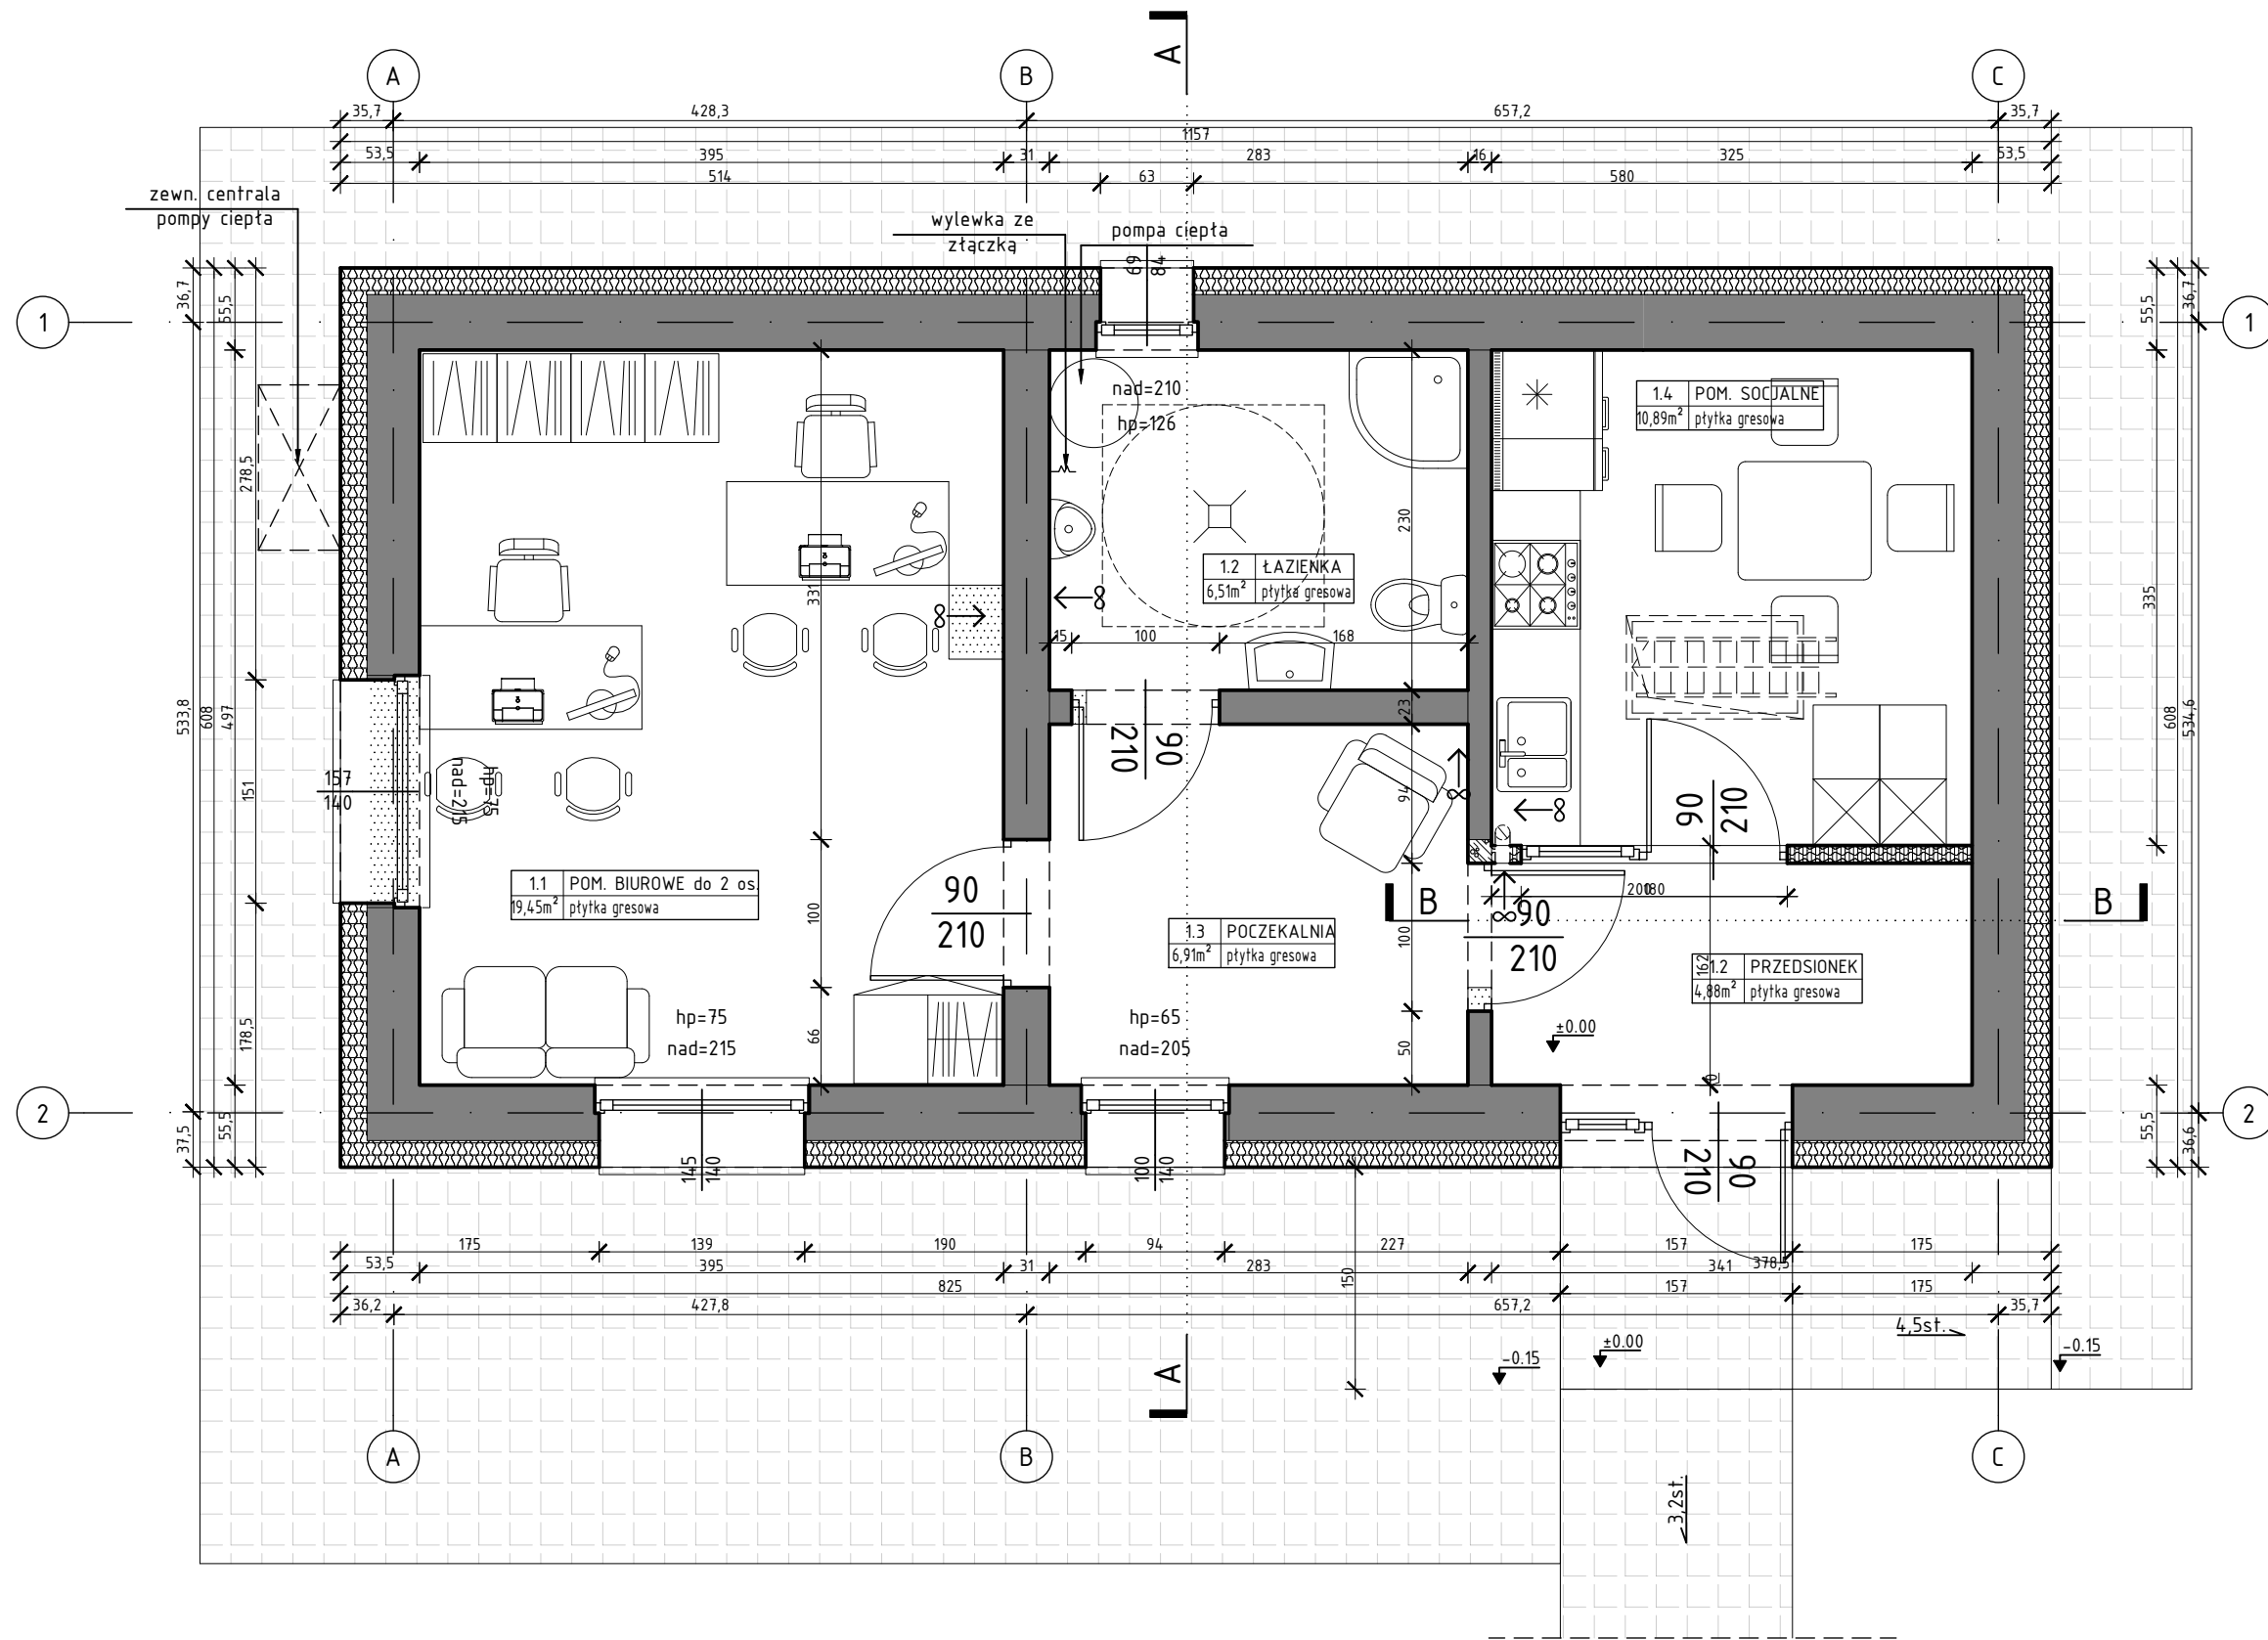 A
A
B
C
35,7
428,3
657,2
35,7
1157
53,5
395
31
283
16
325
53,5
514
63
580
zewn. centrala
pompy ciepła
wylewka ze
złączką
pompa ciepła
69
84
1
1
36,7
55,5
278,5
533,8
608
497
151
178,5
37,5
55,5
55,5
36,7
335
608
534,6
55,5
36,6
nad=210
hp=126
1.4 POM. SOCJALNE
10,89m² płytka gresowa
230
331
1.2 ŁAZIENKA
6,51m² płytka gresowa
15
100
168
23
90
210
94
90
210
157
140
hp=75
nad=215
1.1 POM. BIUROWE do 2 os.
19,45m² płytka gresowa
100
90
210
1.3 POCZEKALNIA
6,91m² płytka gresowa
B
B
200
180
90
210
100
162
1.2 PRZEDSIONEK
4,88m² płytka gresowa
66
hp=75
nad=215
hp=65
nad=205
50
±0.00
2
2
145
140
100
140
90
210
175
139
190
94
227
157
175
53,5
395
31
283
341
378,5
150
825
157
175
36,2
427,8
657,2
35,7
4,5st.
±0.00
-0.15
-0.15
A
A
B
C
3,2st.